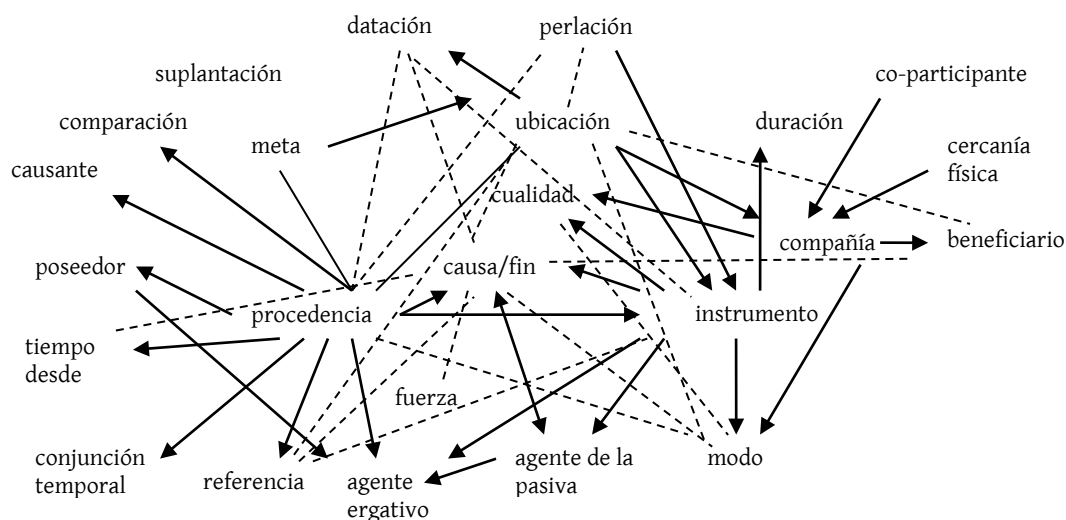 datación
perlación
suplantación
co-participante
comparación
ubicación
duración
meta
cercanía
física
causante
cualidad
compañía
beneficiario
poseedor
causa/fin
procedencia
instrumento
tiempo
desde
fuerza
conjunción
temporal
referencia
agente
ergativo
agente de la
pasiva
modo